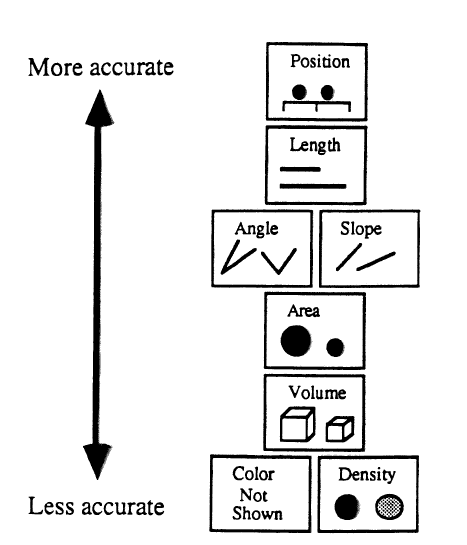 More accurate
Position
Length
Angle
Slope
Area
Volume
Color
Not
Shown
Density
Less accurate